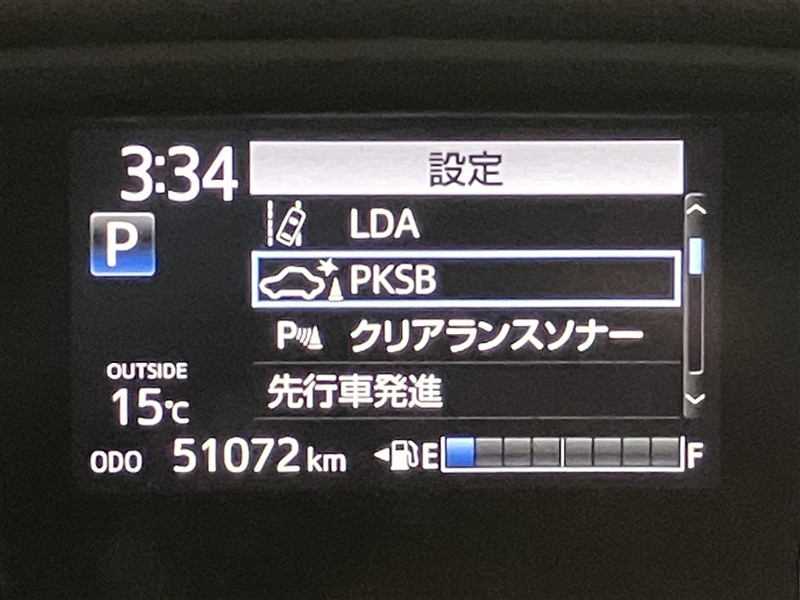 3:34
設定
P
LDA
PKSB
P クリアランスソナー
先行車発進
OUTSIDE
15℃
ODO 51072 km
E F